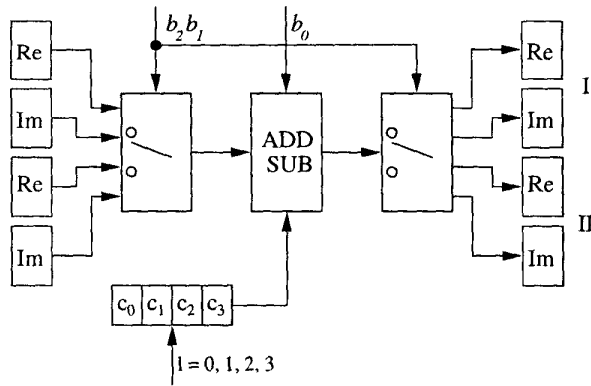 b₂b₁
b₀
Re
Im
Re
Im
ADD
SUB
Re
Im
Re
Im
I
II
c₀ c₁ c₂ c₃
l = 0, 1, 2, 3